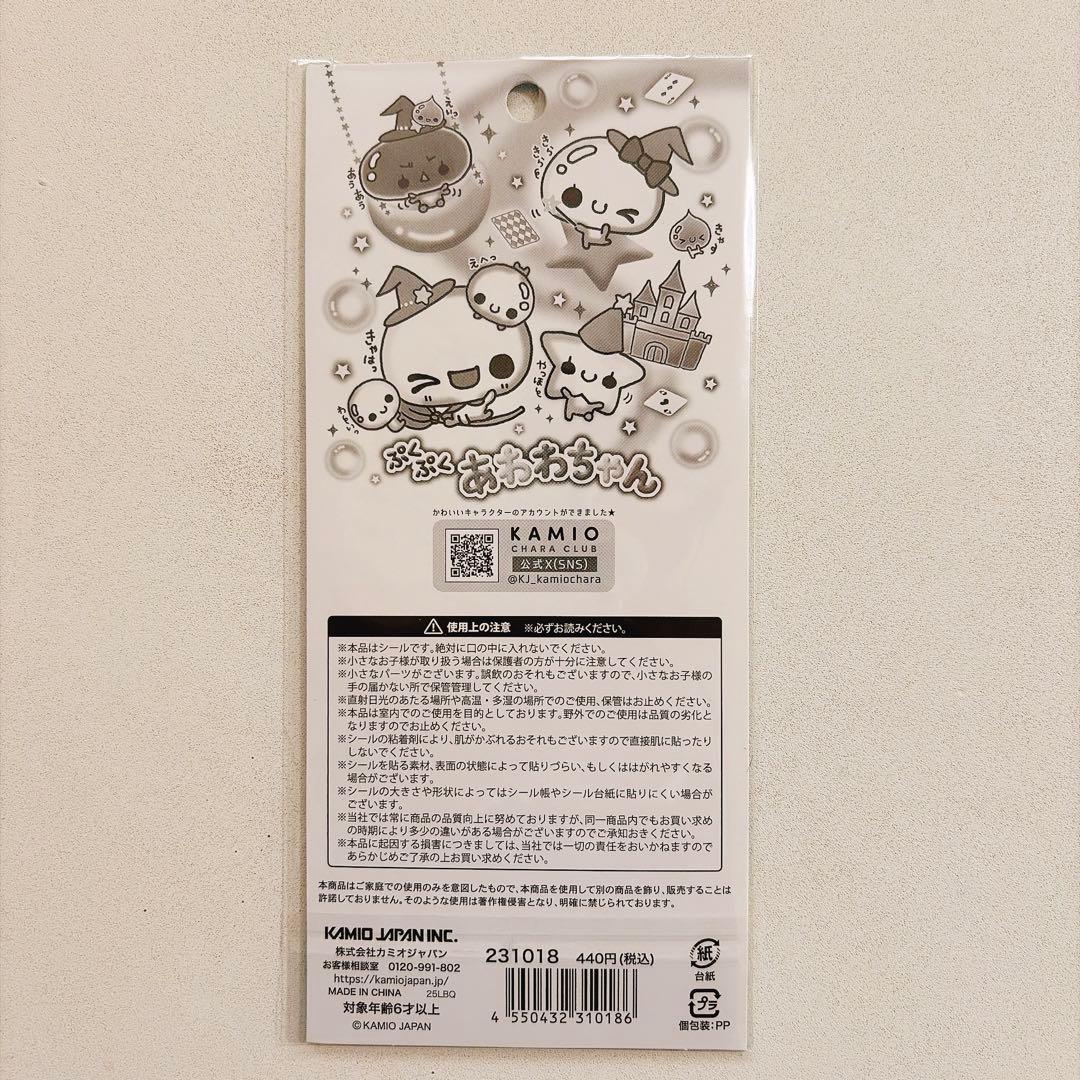 えいっ
あぅあぅ
きらきら
きゃっ
えへっ
きゃはっ
やっほー
わぁいっ
ぷくぷく あわわちゃん
かわいいキャラクターのアカウントができました★
KAMIO
CHARA CLUB
公式X(SNS)
@KJ_kamiochara
使用上の注意 ※必ずお読みください。
※本品はシールです。絶対に口の中に入れないでください。
※小さなお子様が取り扱う場合は保護者の方が十分に注意してください。
※小さなパーツがございます。誤飲のおそれもございますので、小さなお子様の
手の届かない所で保管管理してください。
※直射日光のあたる場所や高温・多湿の場所でのご使用、保管はお止めください。
※本品は室内でのご使用を目的としております。野外でのご使用は品質の劣化と
なりますのでお止めください。
※シールの粘着剤により、肌がかぶれるおそれもございますので直接肌に貼ったり
しないでください。
※シールを貼る素材、表面の状態によって貼りづらい、もしくははがれやすくなる
場合がございます。
※シールの大きさや形状によってはシール帳やシール台紙に貼りにくい場合が
ございます。
※当社では常に商品の品質向上に努めておりますが、同一商品内でもお買い求め
の時期により多少の違いがある場合がございますのでご承知おきください。
※本品に起因する損害につきましては、当社では一切の責任をおいかねますので
あらかじめご了承の上お買い求めください。
本商品はご家庭での使用のみを意図したもので、本商品を使用して別の商品を飾り、販売することは
許諾しておりません。そのような使用は著作権侵害となり、明確に禁じられております。
KAMIO JAPAN INC.
株式会社カミオジャパン
お客様相談室 0120-991-802
https://kamiojapan.jp/
MADE IN CHINA 25LBQ
対象年齢6才以上
©KAMIO JAPAN
231018 440円(税込)
4 550432 310186
紙
台紙
プラ
個包装:PP